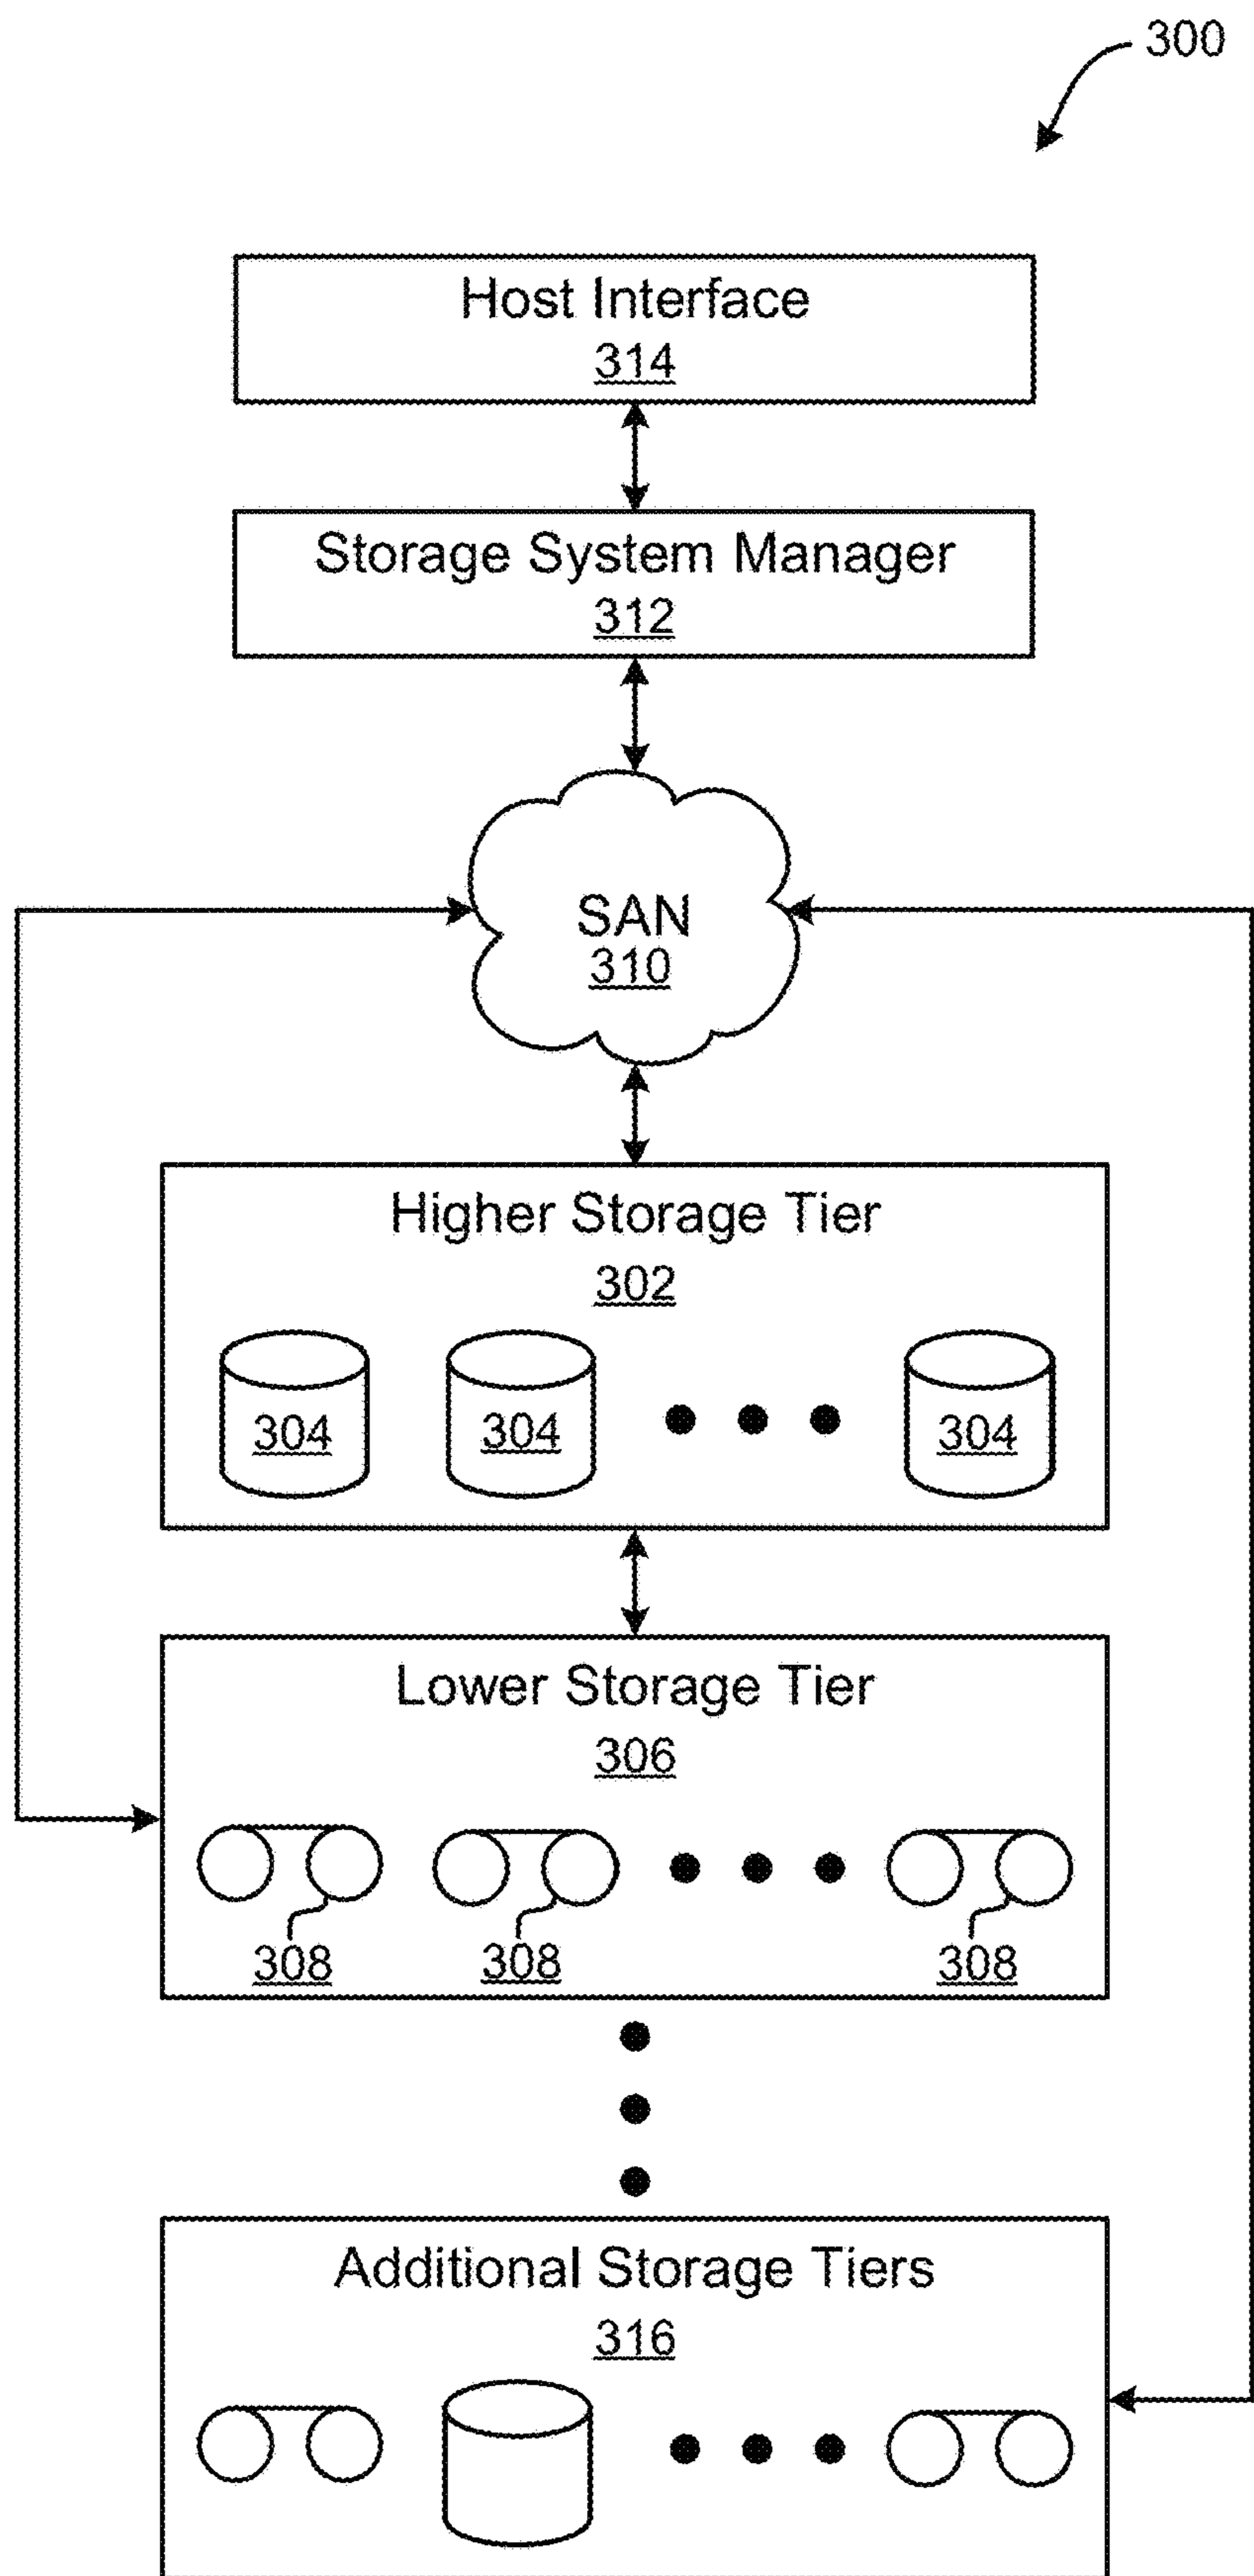 300
Host Interface
314
Storage System Manager
312
SAN
310
Higher Storage Tier
302
304 304 304
Lower Storage Tier
306
308 308 308
Additional Storage Tiers
316